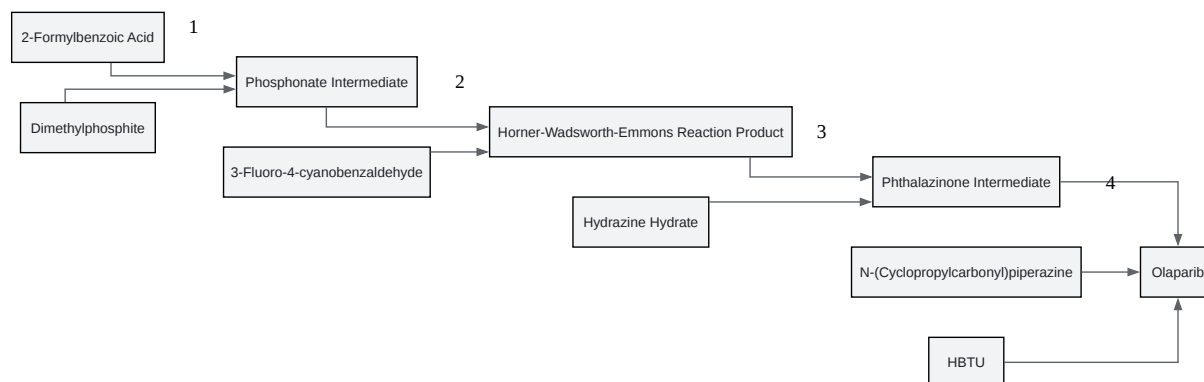 2-Formylbenzoic Acid
1
Phosphonate Intermediate
2
Dimethylphosphite
Horner-Wadsworth-Emmons Reaction Product
3
3-Fluoro-4-cyanobenzaldehyde
Phthalazinone Intermediate
4
Hydrazine Hydrate
N-(Cyclopropylcarbonyl)piperazine
Olaparib
HBTU